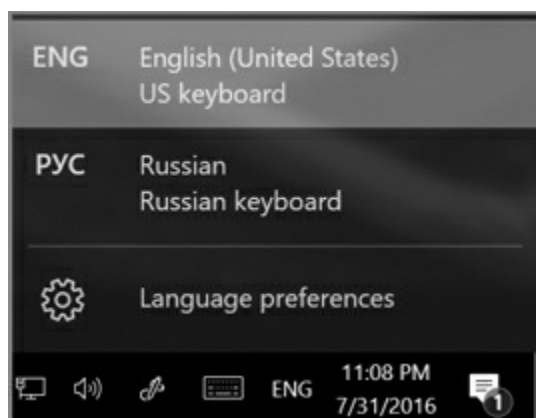 ENG English (United States)
US keyboard
РУС Russian
Russian keyboard
Language preferences
ENG 11:08 PM
7/31/2016
1